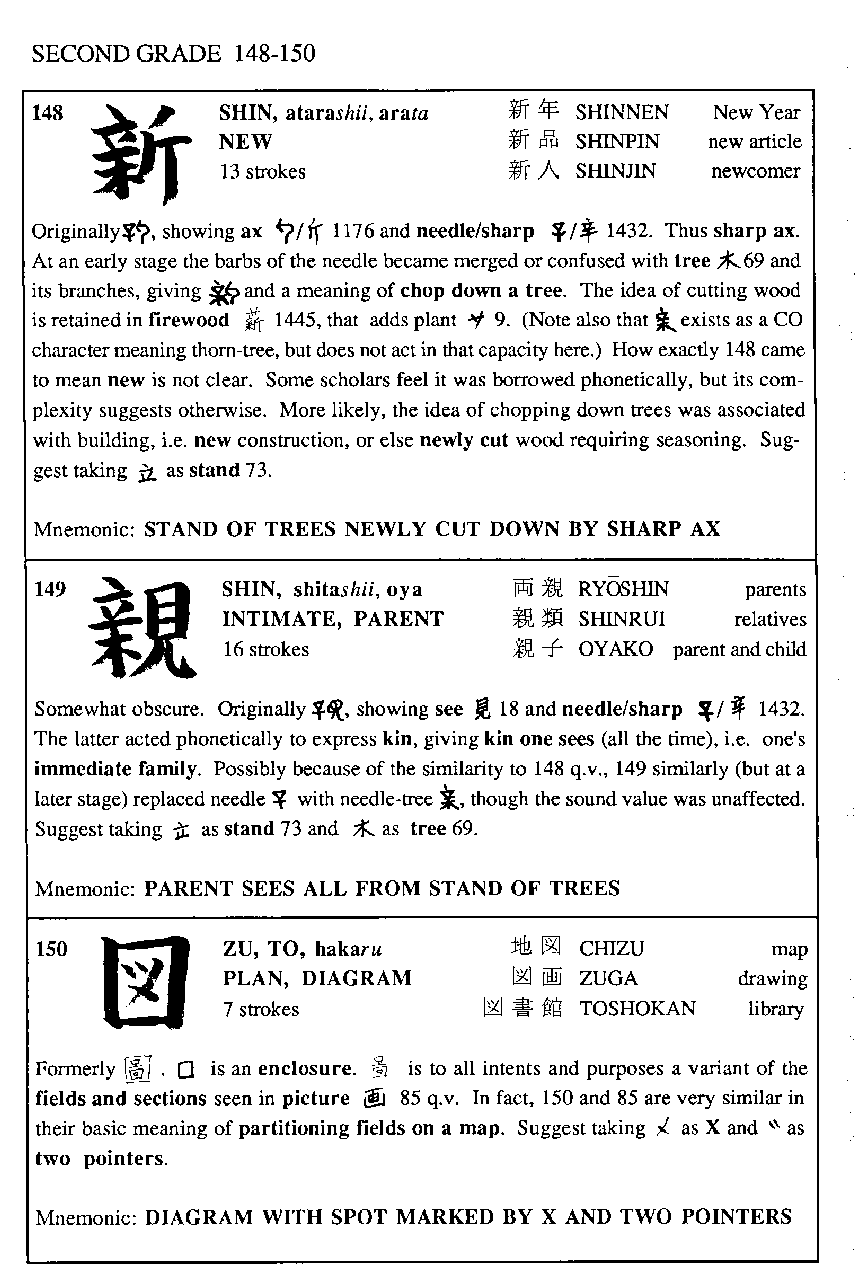 SECOND GRADE 148-150
148 新 SHIN, atarashii, arata 新年 SHINNEN New Year
NEW 新品 SHINPIN new article
13 strokes 新人 SHINJIN newcomer
Originally, showing ax /斤 1176 and needle/sharp /辛 1432. Thus sharp ax.
At an early stage the barbs of the needle became merged or confused with tree 木 69 and
its branches, giving and a meaning of chop down a tree. The idea of cutting wood
is retained in firewood 薪 1445, that adds plant 9. (Note also that 亲 exists as a CO
character meaning thorn-tree, but does not act in that capacity here.) How exactly 148 came
to mean new is not clear. Some scholars feel it was borrowed phonetically, but its com-
plexity suggests otherwise. More likely, the idea of chopping down trees was associated
with building, i.e. new construction, or else newly cut wood requiring seasoning. Sug-
gest taking 立 as stand 73.
Mnemonic: STAND OF TREES NEWLY CUT DOWN BY SHARP AX
149 親 SHIN, shitashii, oya 両親 RYŌSHIN parents
INTIMATE, PARENT 親類 SHINRUI relatives
16 strokes 親子 OYAKO parent and child
Somewhat obscure. Originally, showing see 見 18 and needle/sharp /辛 1432.
The latter acted phonetically to express kin, giving kin one sees (all the time), i.e. one's
immediate family. Possibly because of the similarity to 148 q.v., 149 similarly (but at a
later stage) replaced needle with needle-tree 亲, though the sound value was unaffected.
Suggest taking 立 as stand 73 and 木 as tree 69.
Mnemonic: PARENT SEES ALL FROM STAND OF TREES
150 図 ZU, TO, hakaru 地図 CHIZU map
PLAN, DIAGRAM 図画 ZUGA drawing
7 strokes 図書館 TOSHOKAN library
Formerly 圖. 囗 is an enclosure. 啚 is to all intents and purposes a variant of the
fields and sections seen in picture 画 85 q.v. In fact, 150 and 85 are very similar in
their basic meaning of partitioning fields on a map. Suggest taking as X and as
two pointers.
Mnemonic: DIAGRAM WITH SPOT MARKED BY X AND TWO POINTERS